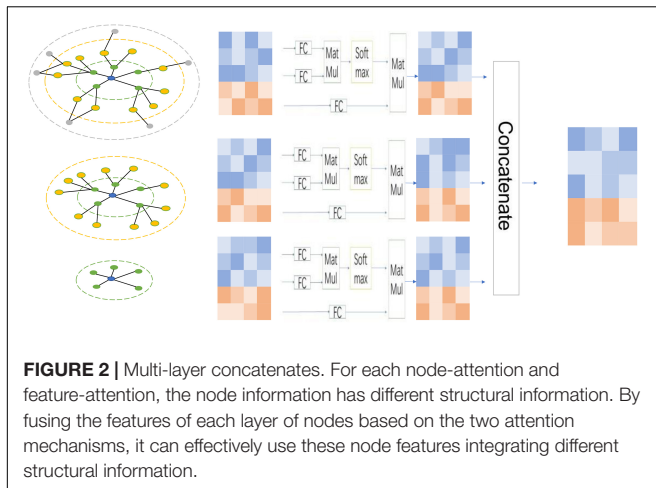 FC
FC
Mat
Mul
Soft
max
FC
Mat
Mul
FC
FC
Mat
Mul
Soft
max
FC
Mat
Mul
FC
FC
Mat
Mul
Soft
max
FC
Mat
Mul
Concatenate
FIGURE 2 | Multi-layer concatenates. For each node-attention and
feature-attention, the node information has different structural information. By
fusing the features of each layer of nodes based on the two attention
mechanisms, it can effectively use these node features integrating different
structural information.